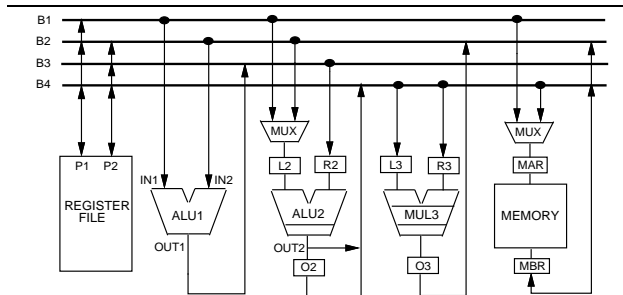 B1
B2
B3
B4
MUX
MUX
P1 P2
IN1 IN2
L2 R2
L3 R3
MAR
REGISTER
FILE
ALU1
ALU2
MUL3
MEMORY
OUT1
OUT2
O2
O3
MBR